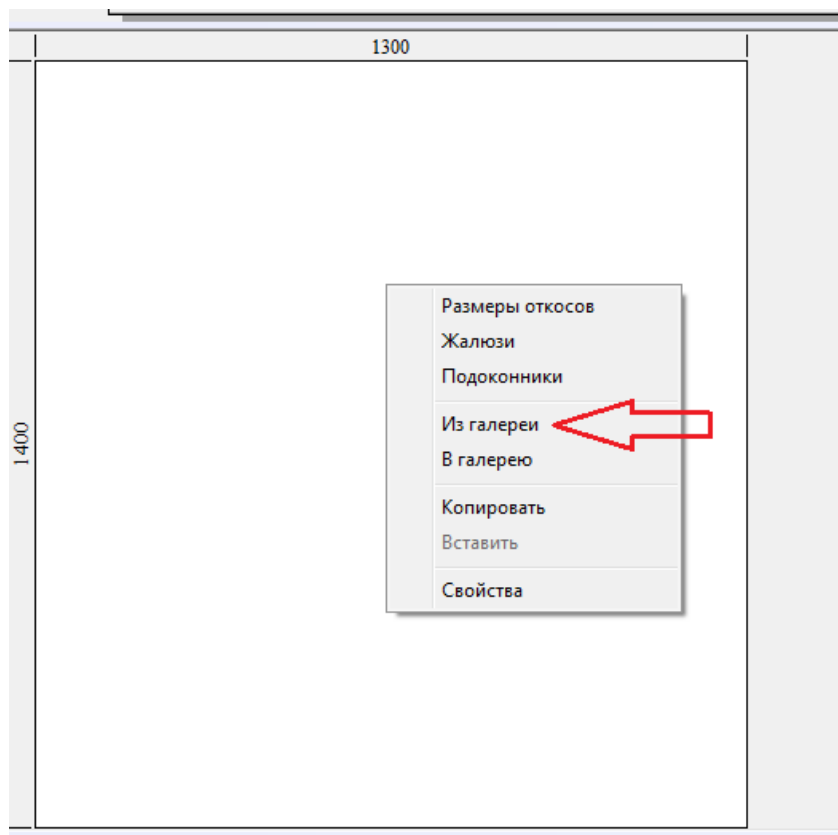 1300
1400
Размеры откосов
Жалюзи
Подоконники
Из галереи
В галерею
Копировать
Вставить
Свойства